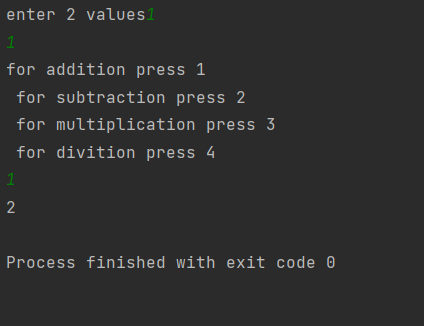 enter 2 values1
1
for addition press 1
for subtraction press 2
for multiplication press 3
for divition press 4
1
2
Process finished with exit code 0